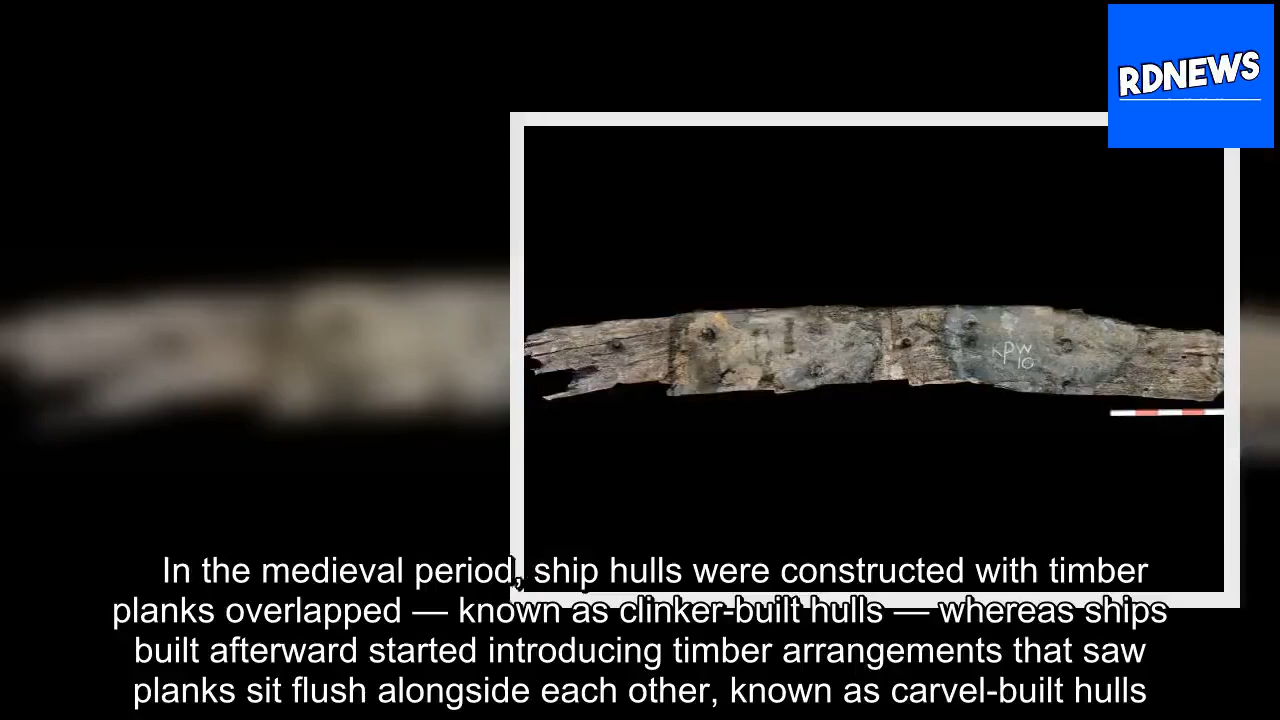 RDNEWS
KPW
10
In the medieval period, ship hulls were constructed with timber
planks overlapped — known as clinker-built hulls — whereas ships
built afterward started introducing timber arrangements that saw
planks sit flush alongside each other, known as carvel-built hulls